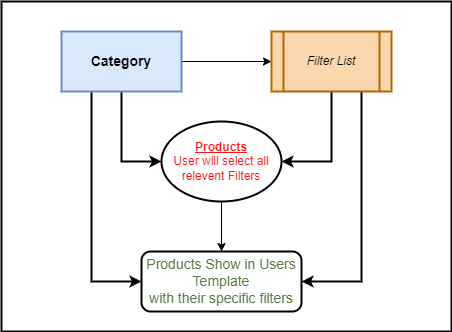 Category
Filter List
Products
User will select all
relevent Filters
Products Show in Users
Template
with their specific filters